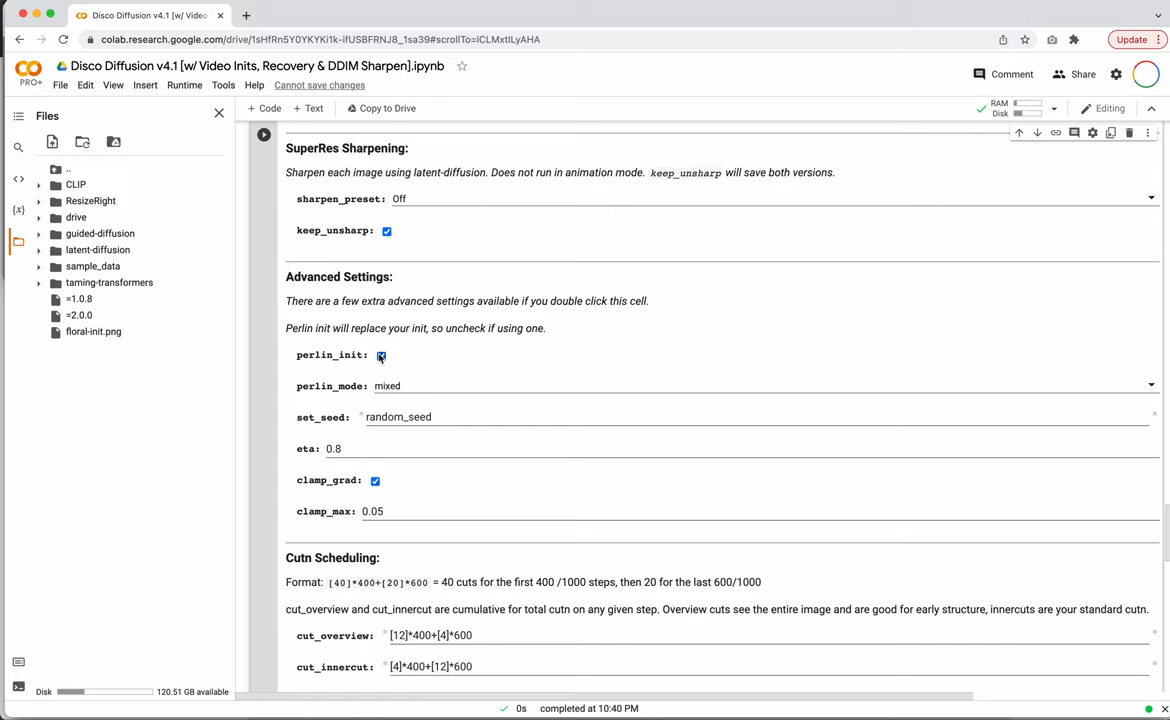 Disco Diffusion v4.1 [w/ Video
colab.research.google.com/drive/1sHfRn5Y0YKYKi1k-ifUSBFRNJ8_1sa39#scrollTo=lCLMxtILyAHA
Update
PRO+
Disco Diffusion v4.1 [w/ Video Inits, Recovery & DDIM Sharpen].ipynb
Comment
Share
File Edit View Insert Runtime Tools Help Cannot save changes
Files
+ Code + Text Copy to Drive
RAM
Disk
Editing
..
CLIP
ResizeRight
drive
guided-diffusion
latent-diffusion
sample_data
taming-transformers
=1.0.8
=2.0.0
floral-init.png
Disk 120.51 GB available
SuperRes Sharpening:
Sharpen each image using latent-diffusion. Does not run in animation mode. keep_unsharp will save both versions.
sharpen_preset: Off
keep_unsharp:
Advanced Settings:
There are a few extra advanced settings available if you double click this cell.
Perlin init will replace your init, so uncheck if using one.
perlin_init:
perlin_mode: mixed
set_seed: " random_seed "
eta: 0.8
clamp_grad:
clamp_max: 0.05
Cutn Scheduling:
Format: [40]*400+[20]*600 = 40 cuts for the first 400 /1000 steps, then 20 for the last 600/1000
cut_overview and cut_innercut are cumulative for total cutn on any given step. Overview cuts see the entire image and are good for early structure, innercuts are your standard cutn.
cut_overview: " [12]*400+[4]*600 "
cut_innercut: " [4]*400+[12]*600 "
0s completed at 10:40 PM